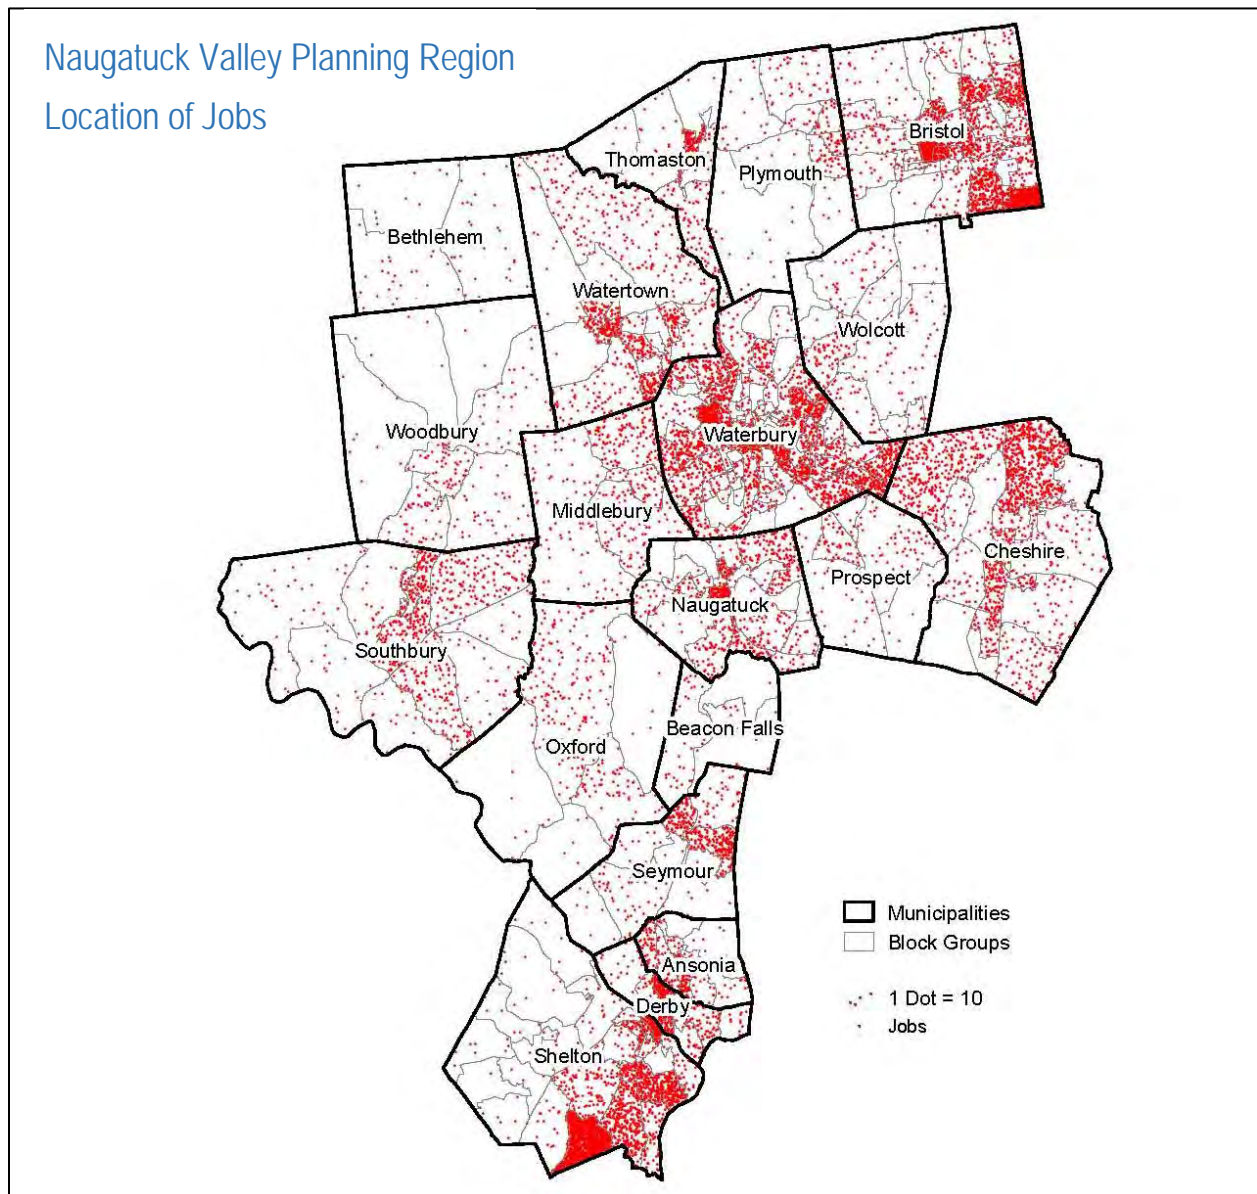 Naugatuck Valley Planning Region
Location of Jobs
Bristol
Thomaston
Plymouth
Bethlehem
Watertown
Wolcott
Woodbury
Waterbury
Middlebury
Cheshire
Prospect
Naugatuck
Southbury
Beacon Falls
Oxford
Seymour
Municipalities
Block Groups
Ansonia
1 Dot = 10
Jobs
Derby
Shelton